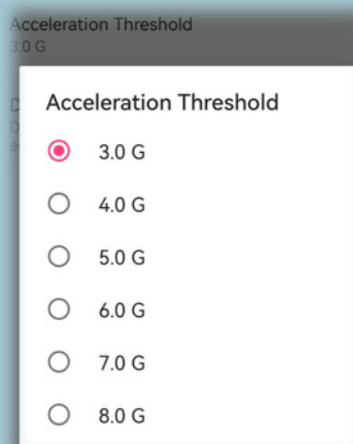 Acceleration Threshold
3.0 G
Acceleration Threshold
3.0 G
4.0 G
5.0 G
6.0 G
7.0 G
8.0 G